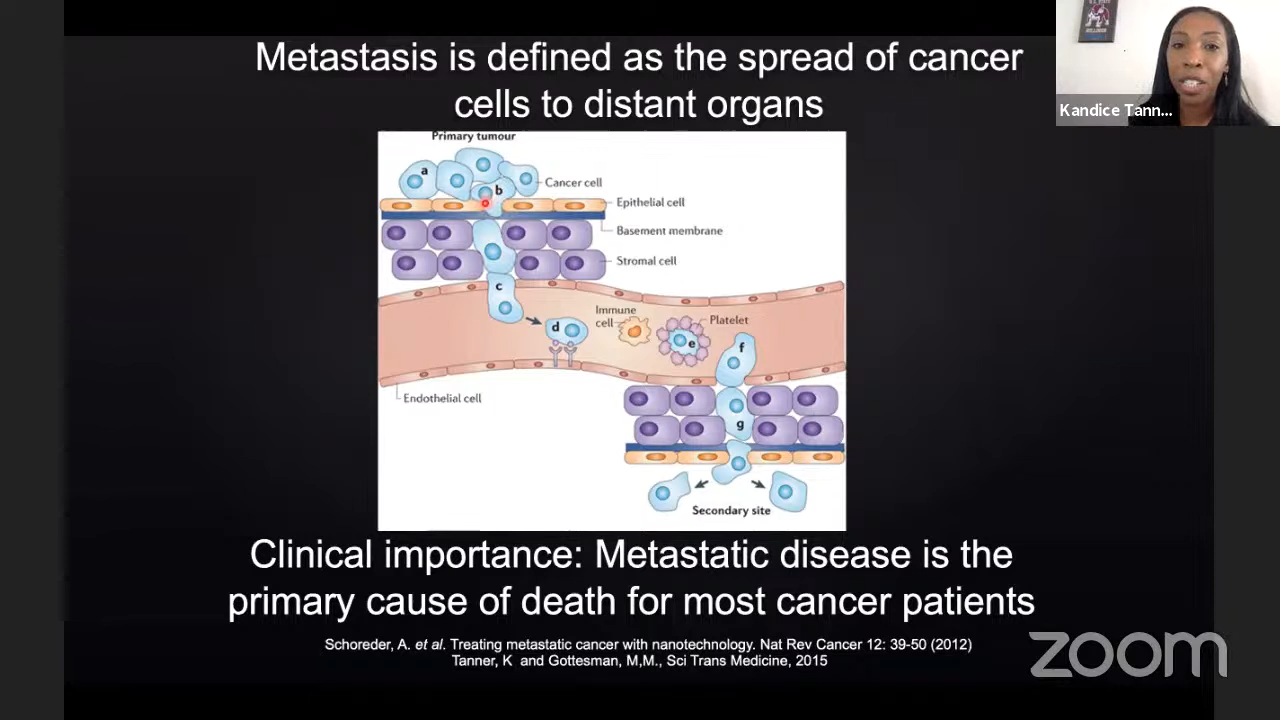 Metastasis is defined as the spread of cancer
cells to distant organs
Kandice Tann...
Primary tumour
a
b
Cancer cell
Epithelial cell
Basement membrane
Stromal cell
c
d
Immune
cell
Platelet
e
f
Endothelial cell
g
Secondary site
Clinical importance: Metastatic disease is the
primary cause of death for most cancer patients
Schoreder, A. et al. Treating metastatic cancer with nanotechnology. Nat Rev Cancer 12: 39-50 (2012)
Tanner, K and Gottesman, M,M., Sci Trans Medicine, 2015
zoom